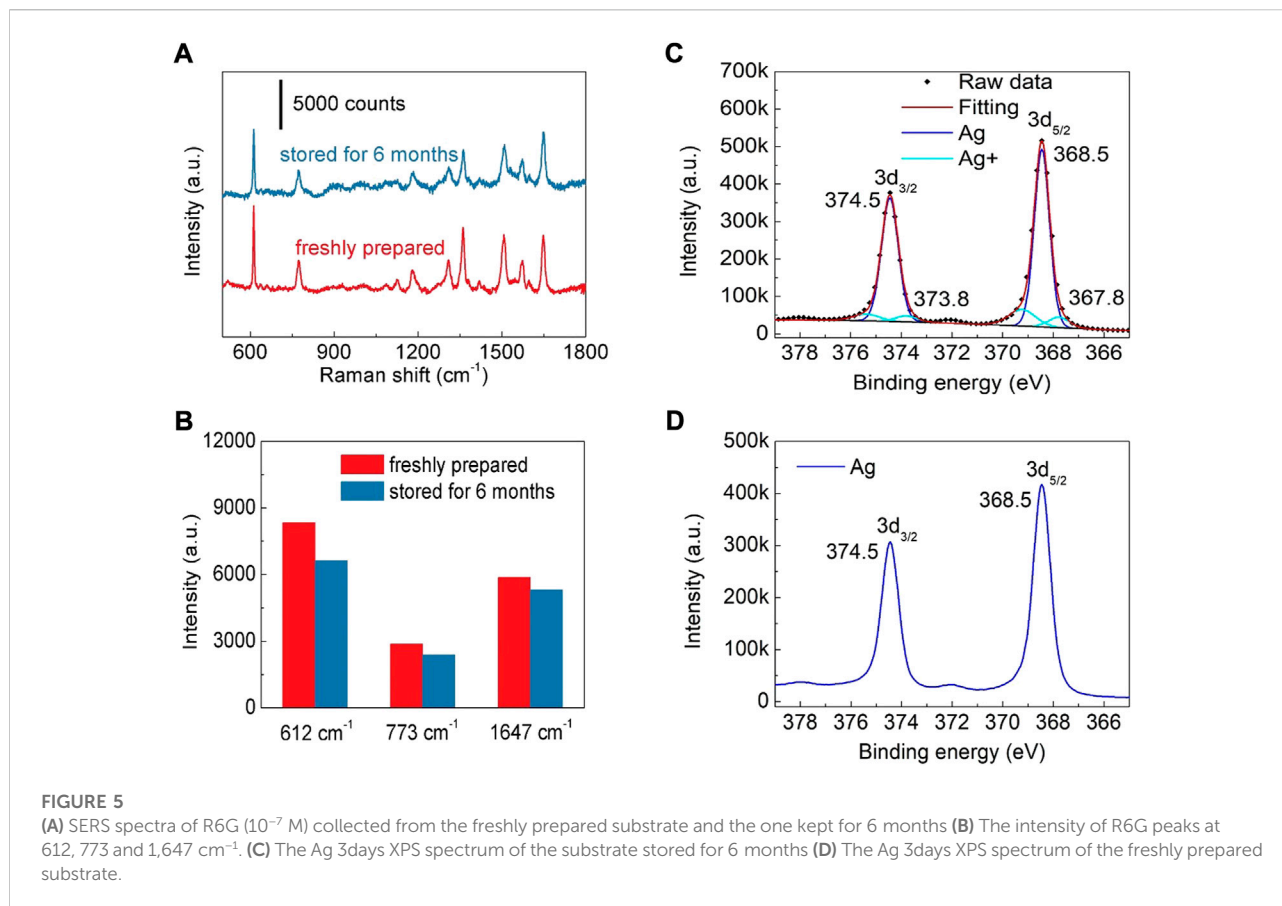 A
5000 counts
stored for 6 months
freshly prepared
Intensity (a.u.)
600 900 1200 1500 1800
Raman shift (cm⁻¹)
C
700k
600k
500k
400k
300k
200k
100k
0
Intensity (a.u.)
Raw data
Fitting
Ag
Ag+
3d₅/₂
368.5
3d₃/₂
374.5
373.8
367.8
378 376 374 372 370 368 366
Binding energy (eV)
B
12000
9000
6000
3000
0
Intensity (a.u.)
freshly prepared
stored for 6 months
612 cm⁻¹ 773 cm⁻¹ 1647 cm⁻¹
D
500k
400k
300k
200k
100k
0
Intensity (a.u.)
Ag
3d₅/₂
368.5
3d₃/₂
374.5
378 376 374 372 370 368 366
Binding energy (eV)
FIGURE 5
(A) SERS spectra of R6G (10⁻⁷ M) collected from the freshly prepared substrate and the one kept for 6 months (B) The intensity of R6G peaks at
612, 773 and 1,647 cm⁻¹. (C) The Ag 3days XPS spectrum of the substrate stored for 6 months (D) The Ag 3days XPS spectrum of the freshly prepared
substrate.